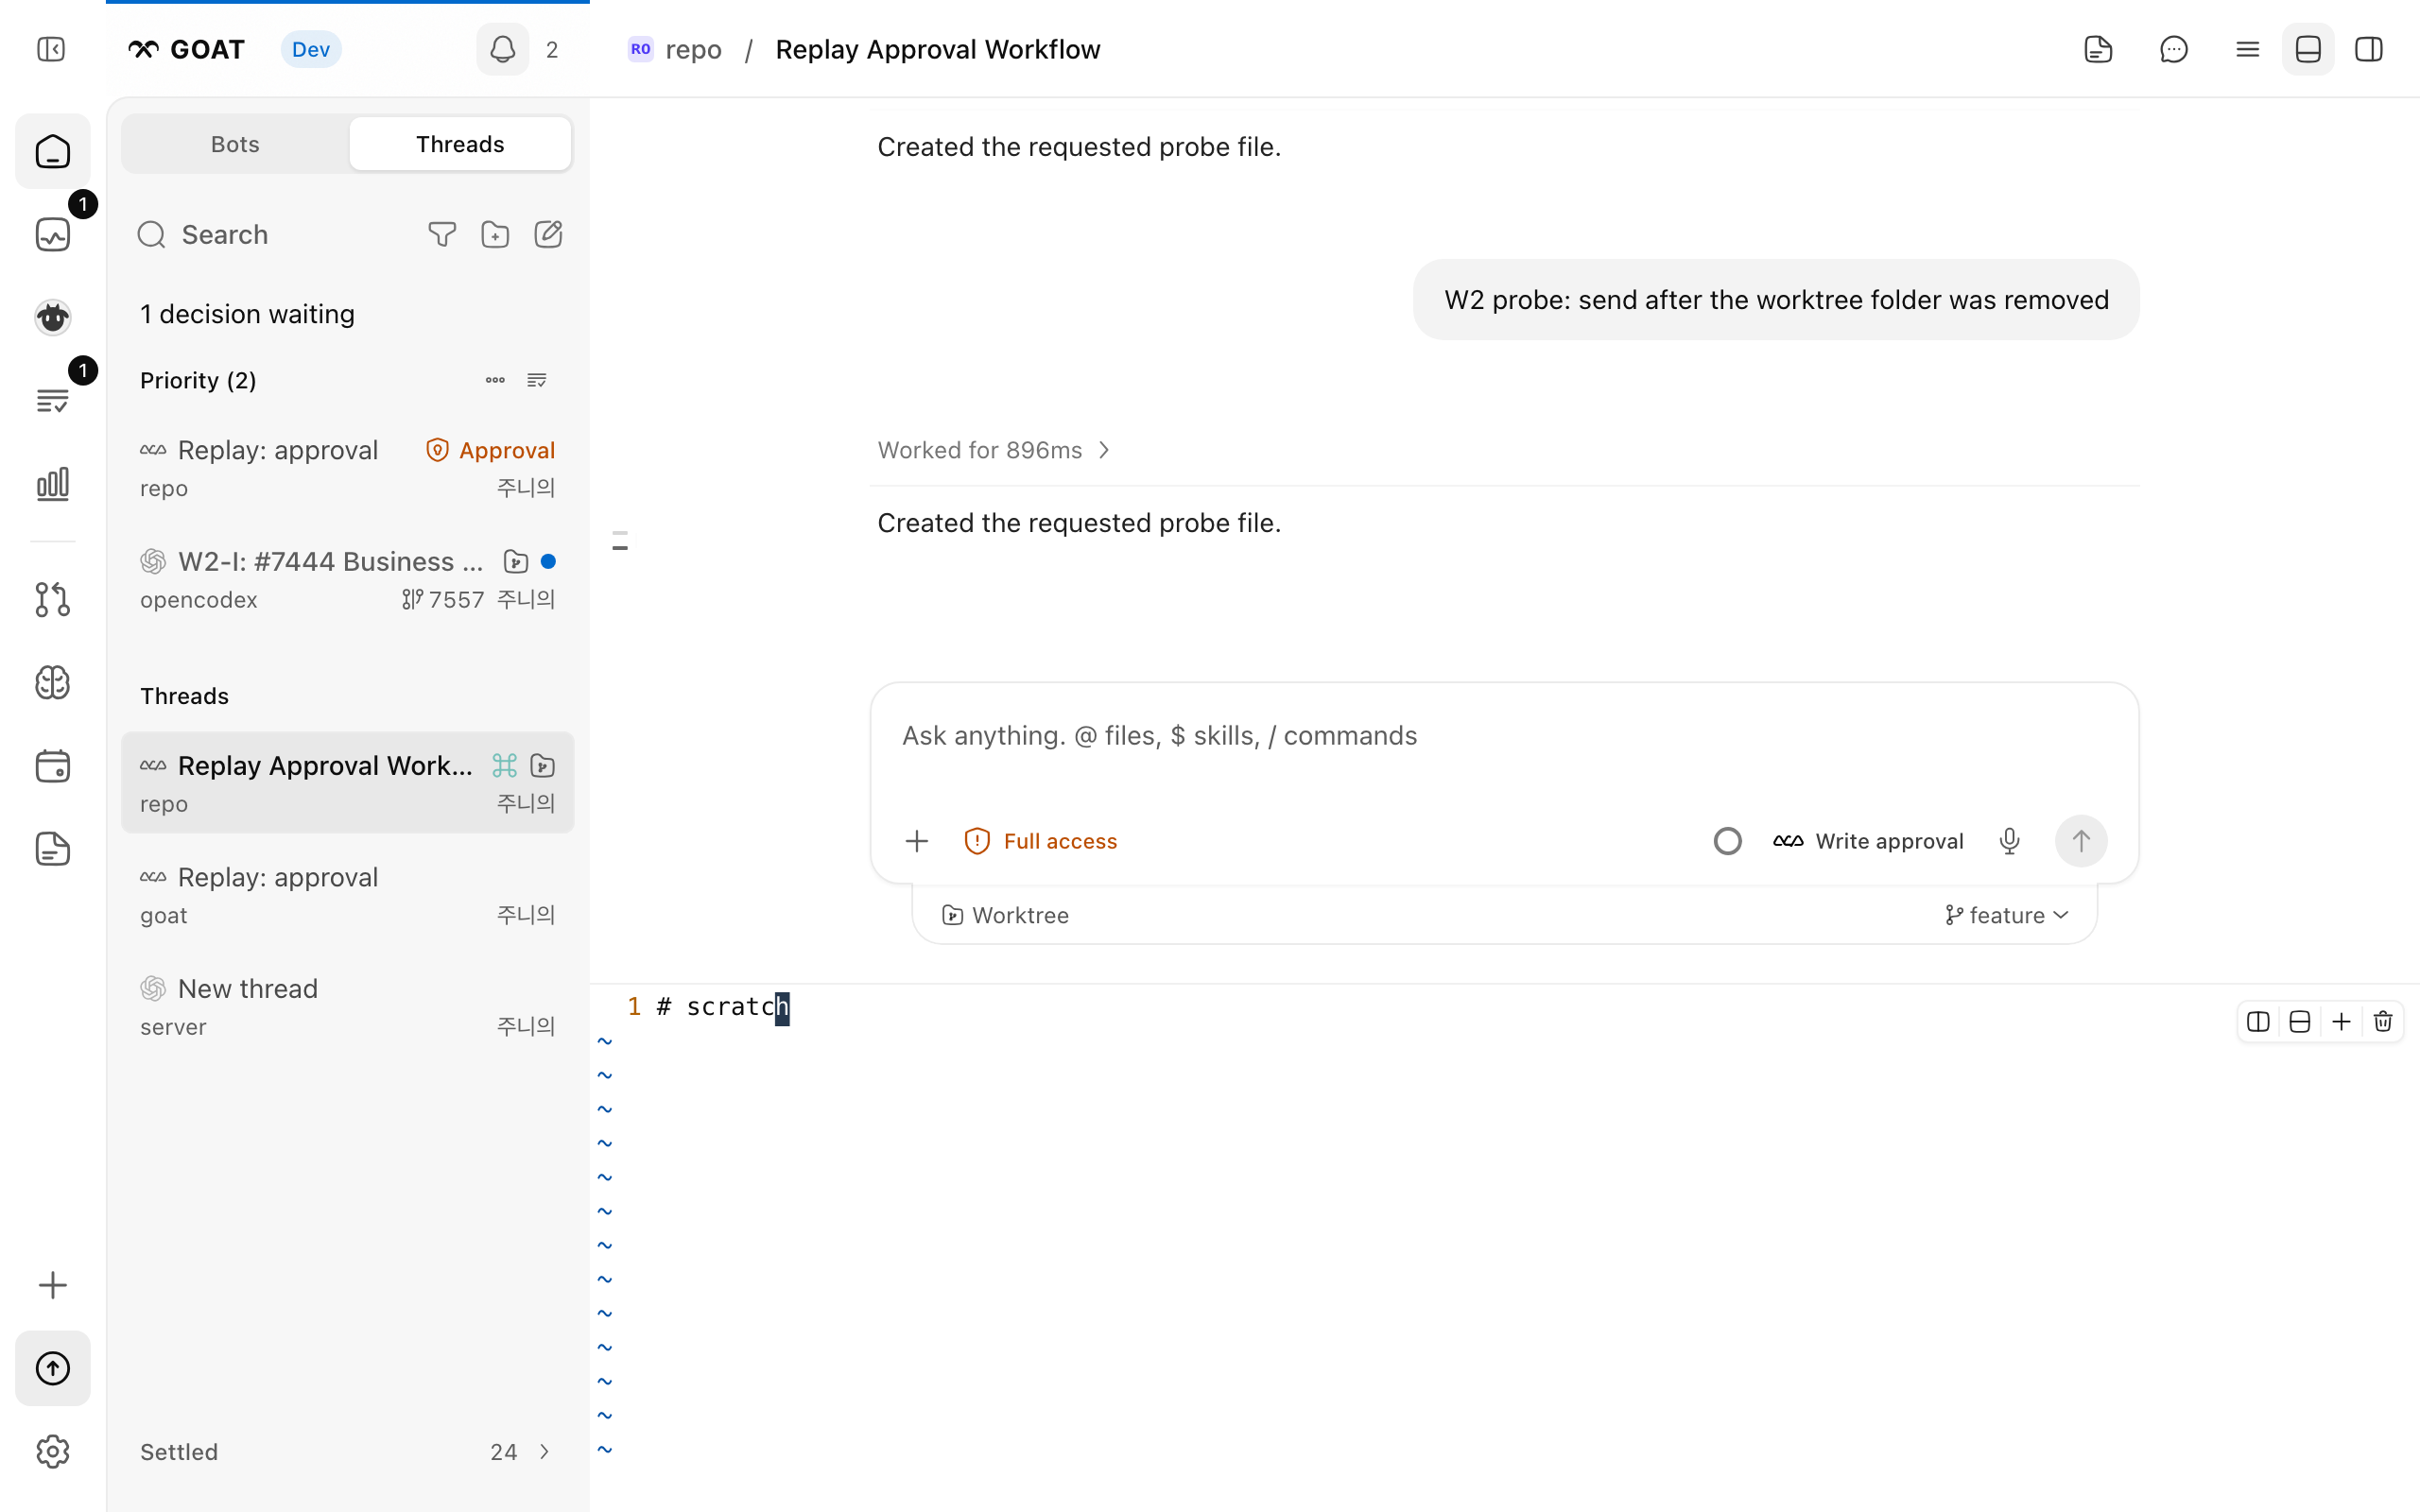 GOAT
Dev
2
RO repo / Replay Approval Workflow
Bots
Threads
1
Search
1 decision waiting
1
Priority (2)
Replay: approval
Approval
repo
주니의
W2-I: #7444 Business ...
opencodex
7557
주니의
Threads
Replay Approval Work...
repo
주니의
Replay: approval
goat
주니의
New thread
server
주니의
Settled
24
Created the requested probe file.
W2 probe: send after the worktree folder was removed
Worked for 896ms
Created the requested probe file.
Ask anything. @ files, $ skills, / commands
Full access
Write approval
Worktree
feature
1 # scratch
~
~
~
~
~
~
~
~
~
~
~
~
~